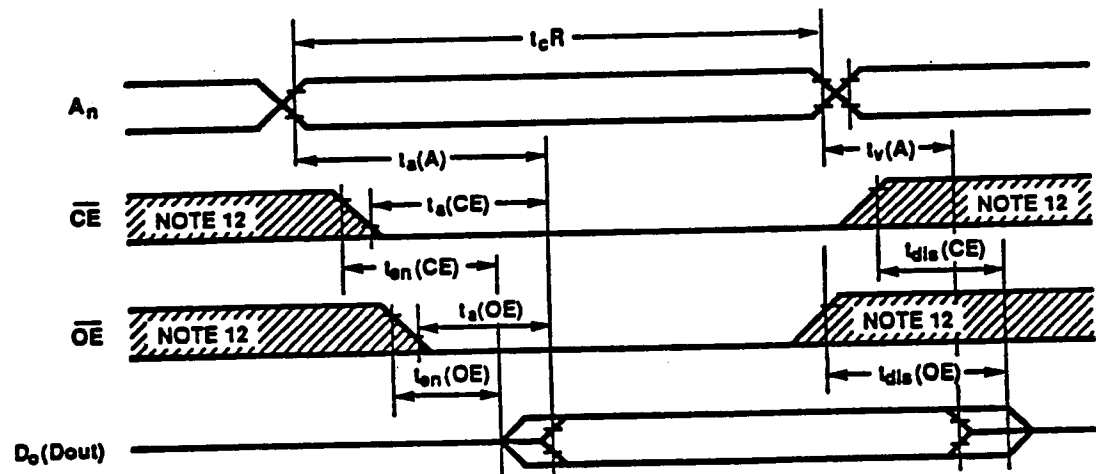 tcR
An
ta(A)
tv(A)
CE
NOTE 12
ta(CE)
NOTE 12
ten(CE)
tdis(CE)
ta(OE)
OE
NOTE 12
NOTE 12
ten(OE)
tdis(OE)
Do(Dout)